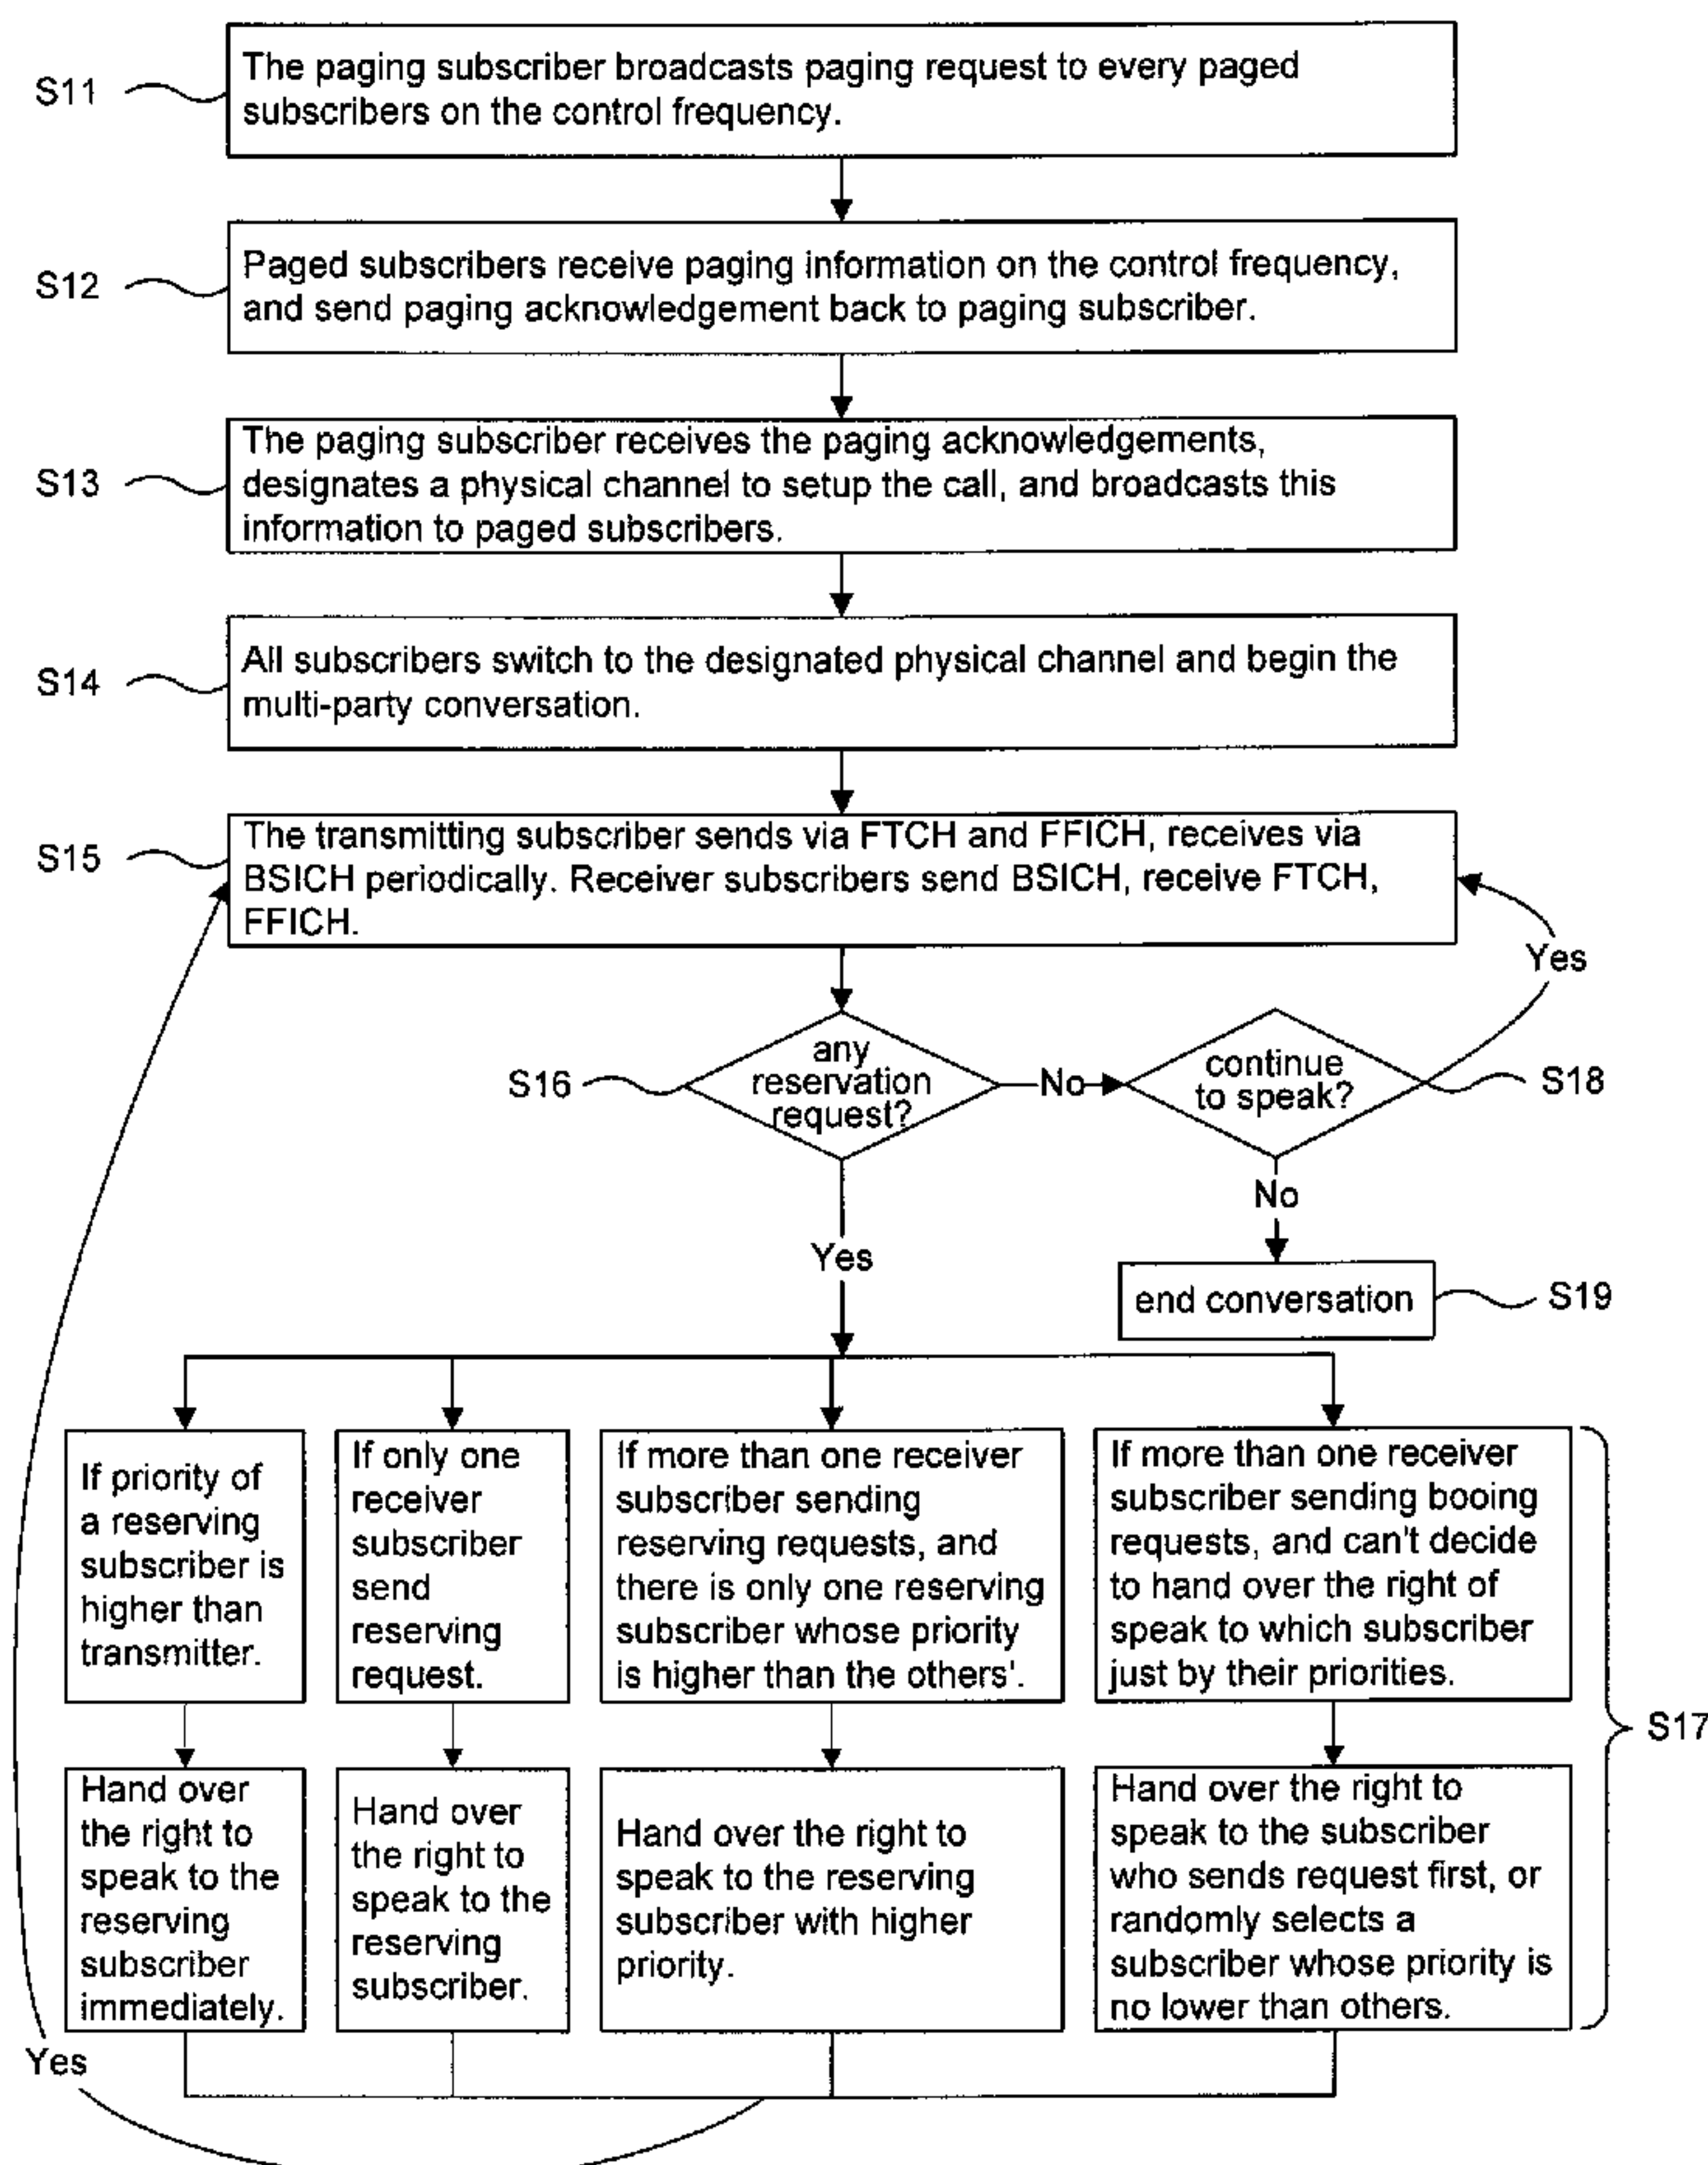 S11
The paging subscriber broadcasts paging request to every paged
subscribers on the control frequency.
S12
Paged subscribers receive paging information on the control frequency,
and send paging acknowledgement back to paging subscriber.
S13
The paging subscriber receives the paging acknowledgements,
designates a physical channel to setup the call, and broadcasts this
information to paged subscribers.
S14
All subscribers switch to the designated physical channel and begin the
multi-party conversation.
S15
The transmitting subscriber sends via FTCH and FFICH, receives via
BSICH periodically. Receiver subscribers send BSICH, receive FTCH,
FFICH.
Yes
S16
any
reservation
request?
No
continue
to speak?
S18
No
Yes
end conversation
S19
If priority of
a reserving
subscriber is
higher than
transmitter.
If only one
receiver
subscriber
send
reserving
request.
If more than one receiver
subscriber sending
reserving requests, and
there is only one reserving
subscriber whose priority
is higher than the others'.
If more than one receiver
subscriber sending booing
requests, and can't decide
to hand over the right of
speak to which subscriber
just by their priorities.
S17
Hand over
the right to
speak to the
reserving
subscriber
immediately.
Hand over
the right to
speak to the
reserving
subscriber.
Hand over the right to
speak to the reserving
subscriber with higher
priority.
Hand over the right to
speak to the subscriber
who sends request first, or
randomly selects a
subscriber whose priority is
no lower than others.
Yes